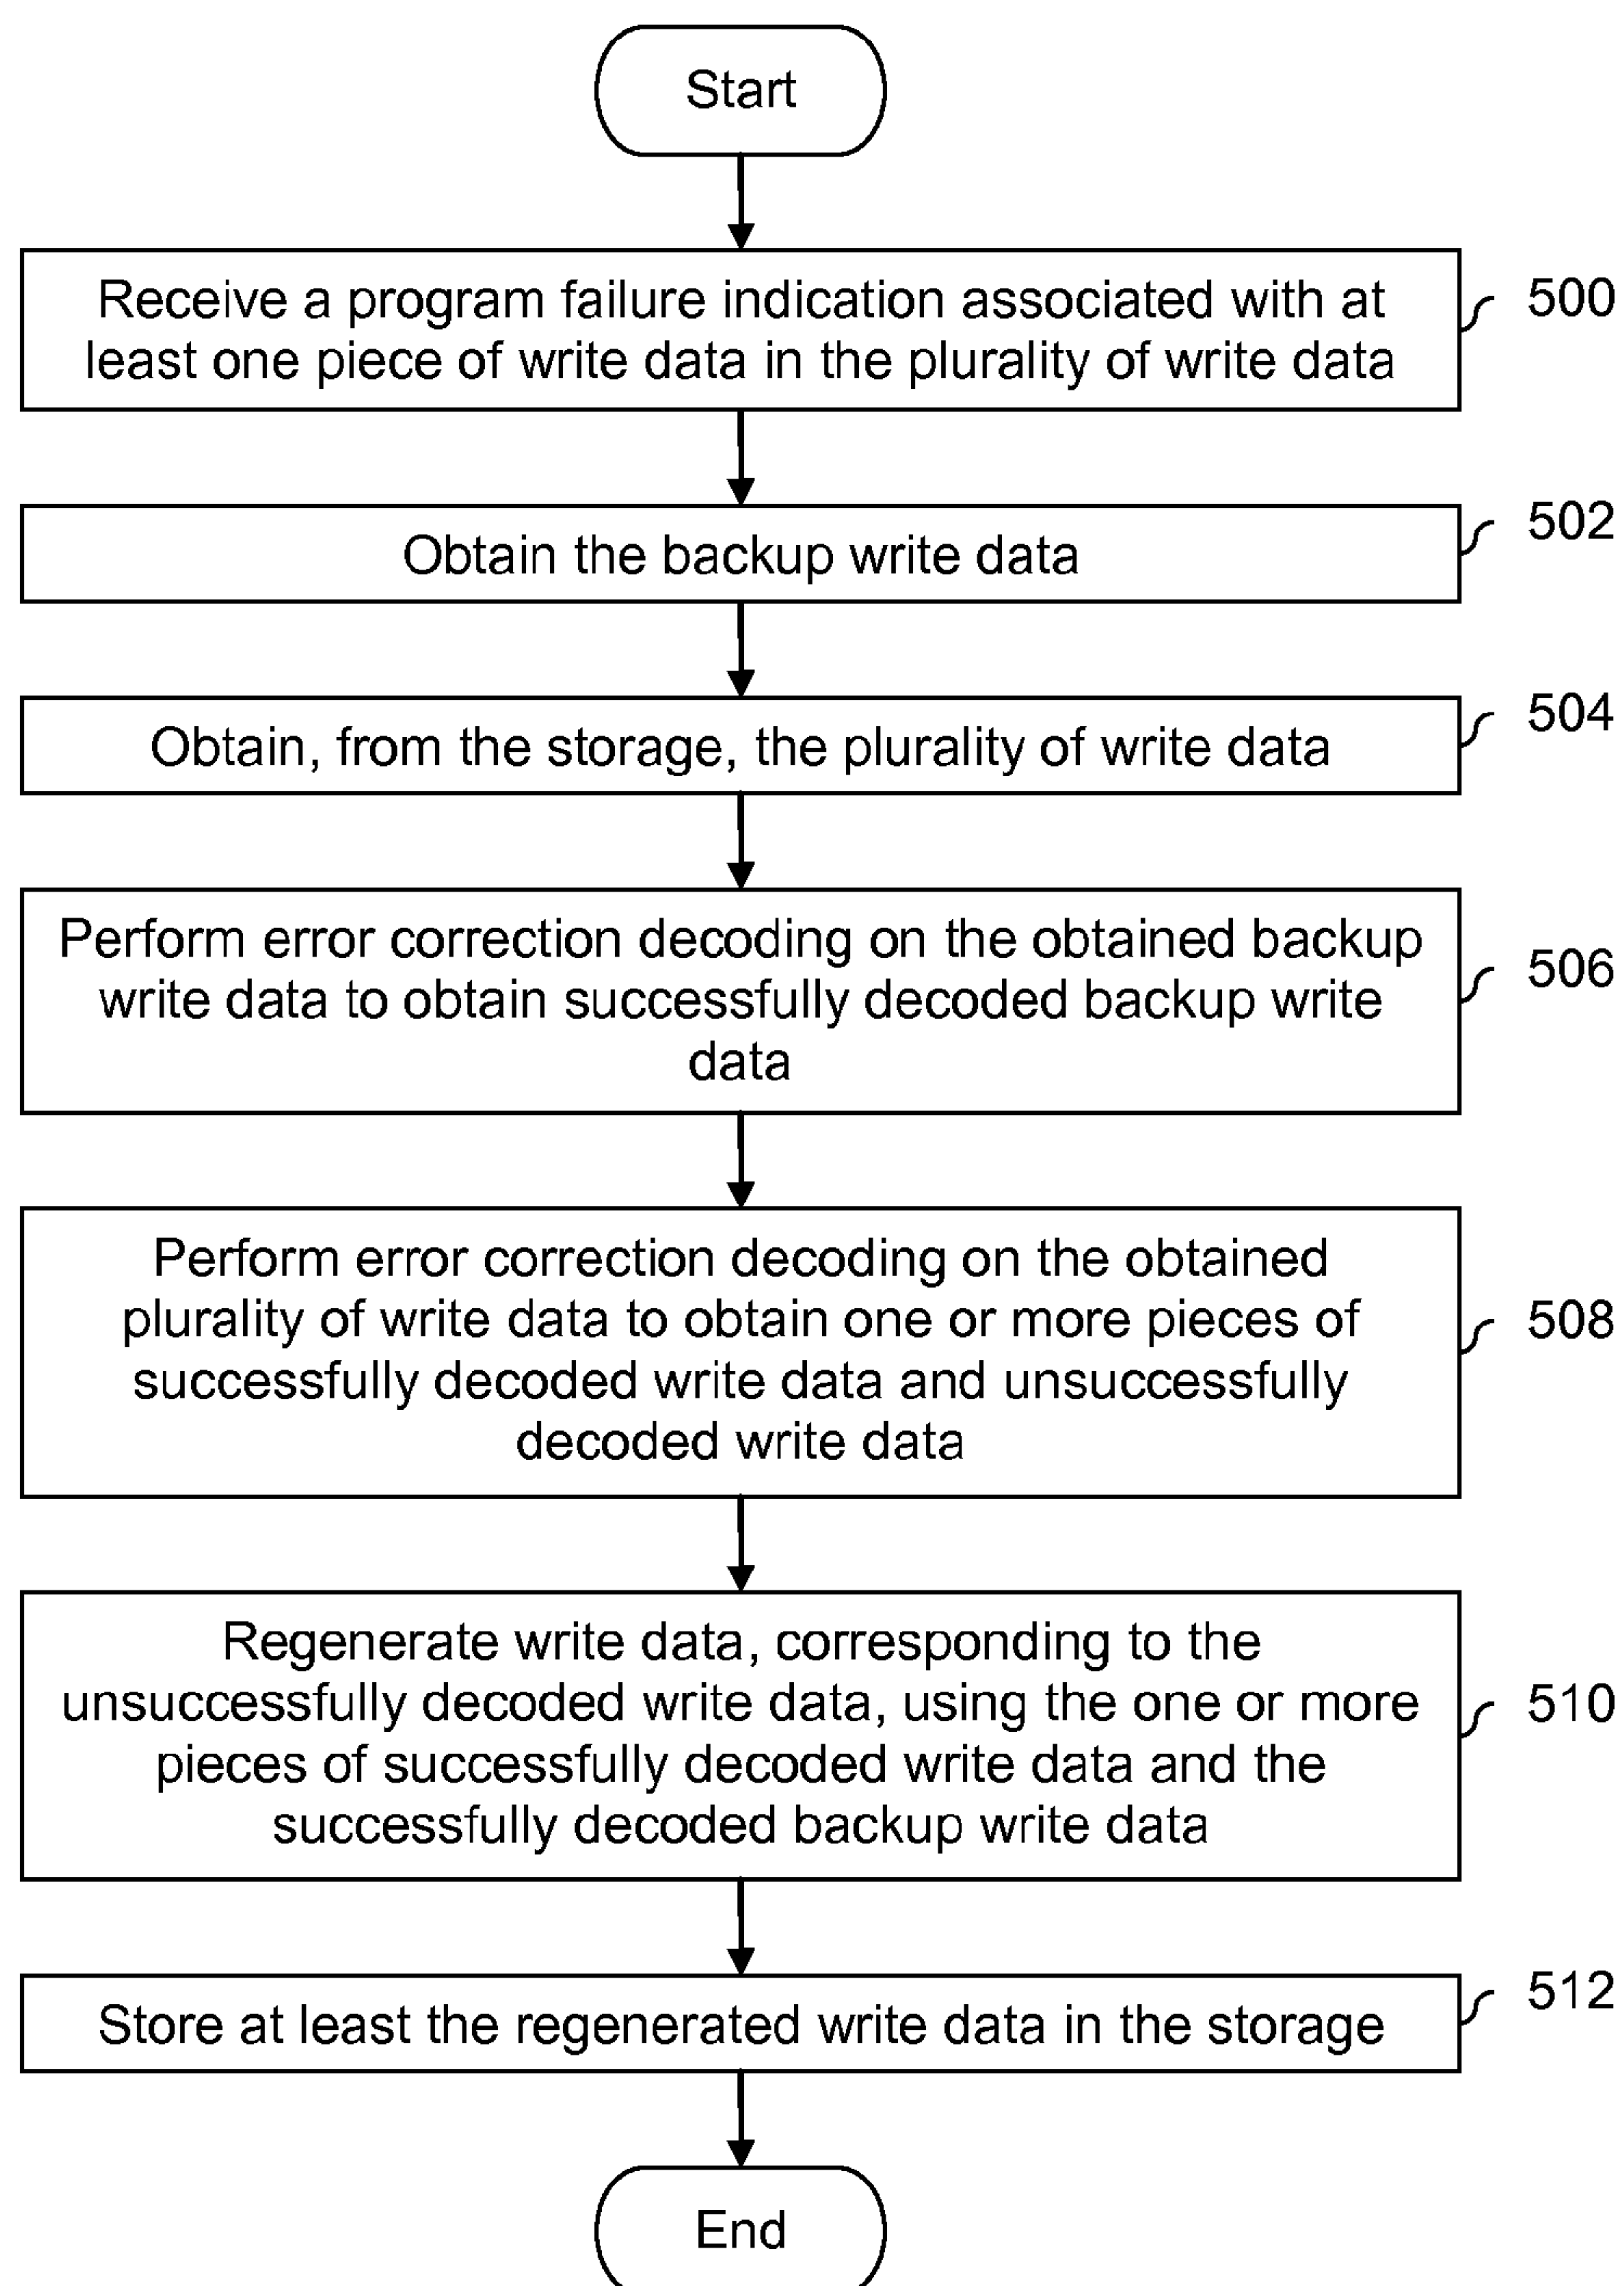 Start
Receive a program failure indication associated with at
least one piece of write data in the plurality of write data
500
Obtain the backup write data
502
Obtain, from the storage, the plurality of write data
504
Perform error correction decoding on the obtained backup
write data to obtain successfully decoded backup write
data
506
Perform error correction decoding on the obtained
plurality of write data to obtain one or more pieces of
successfully decoded write data and unsuccessfully
decoded write data
508
Regenerate write data, corresponding to the
unsuccessfully decoded write data, using the one or more
pieces of successfully decoded write data and the
successfully decoded backup write data
510
Store at least the regenerated write data in the storage
512
End